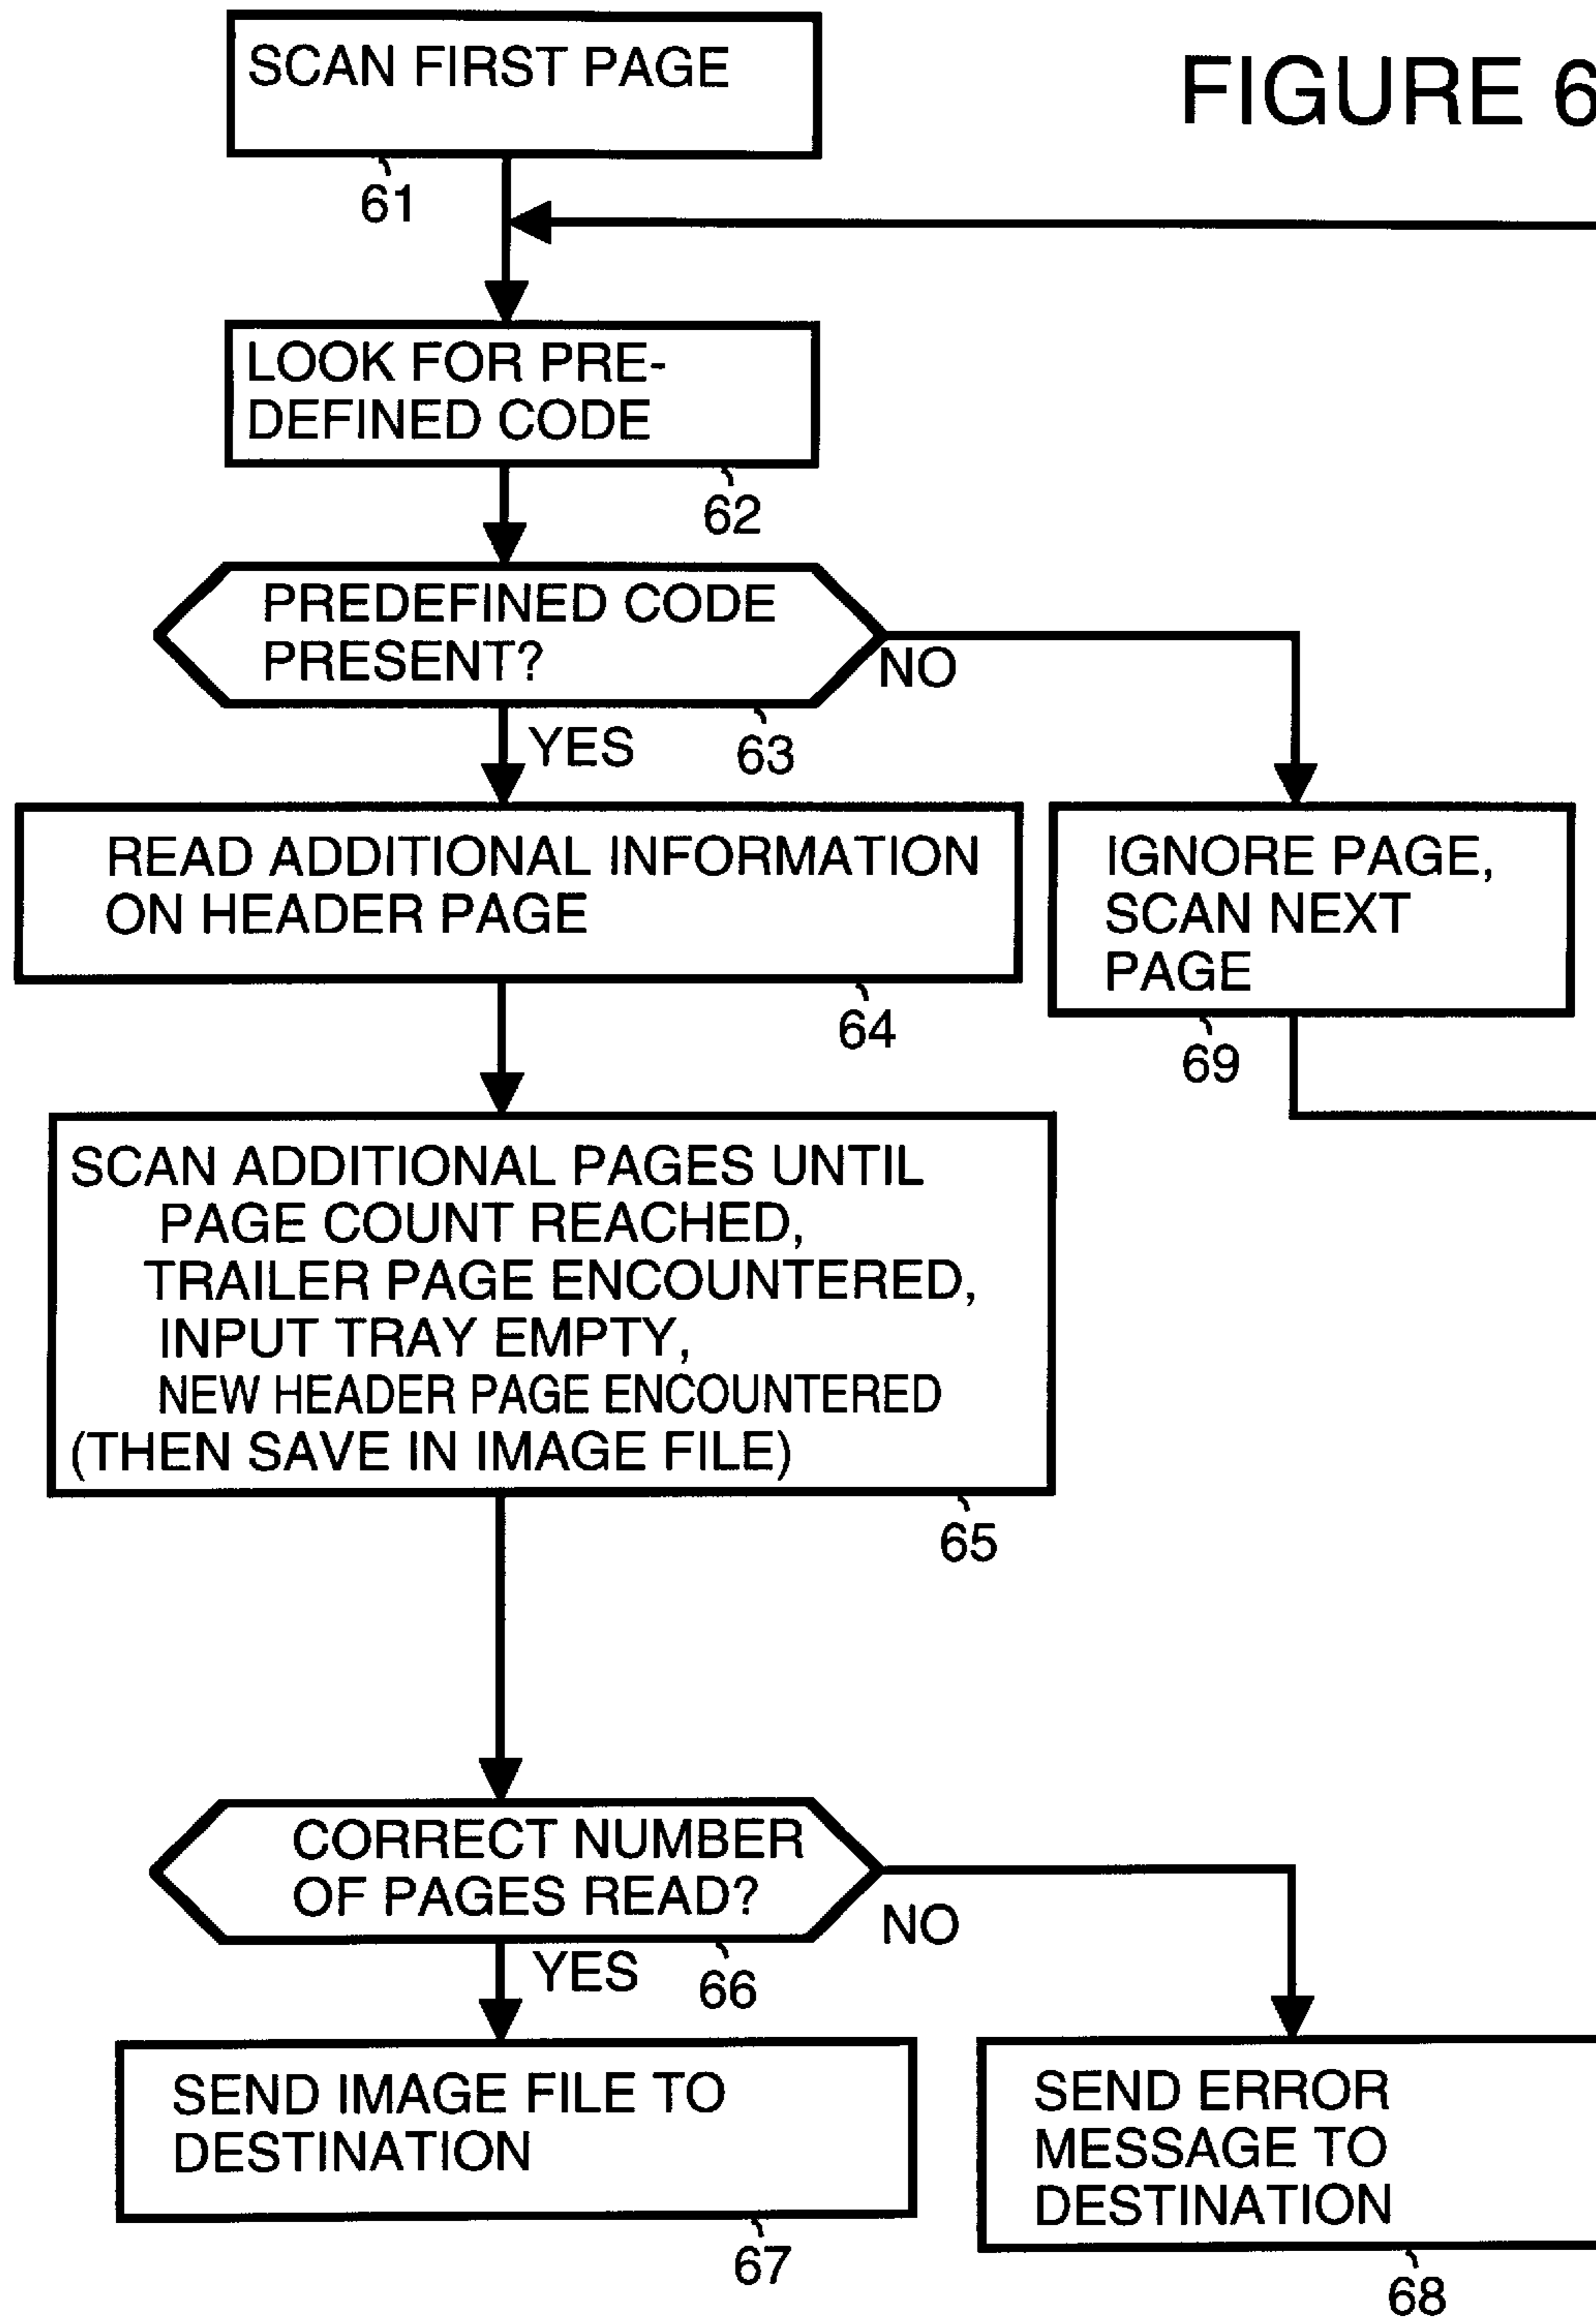 SCAN FIRST PAGE
FIGURE 6
61
LOOK FOR PRE-
DEFINED CODE
62
PREDEFINED CODE
PRESENT?
NO
YES
63
READ ADDITIONAL INFORMATION
ON HEADER PAGE
64
IGNORE PAGE,
SCAN NEXT
PAGE
69
SCAN ADDITIONAL PAGES UNTIL
PAGE COUNT REACHED,
TRAILER PAGE ENCOUNTERED,
INPUT TRAY EMPTY,
NEW HEADER PAGE ENCOUNTERED
(THEN SAVE IN IMAGE FILE)
65
CORRECT NUMBER
OF PAGES READ?
NO
YES
66
SEND IMAGE FILE TO
DESTINATION
67
SEND ERROR
MESSAGE TO
DESTINATION
68